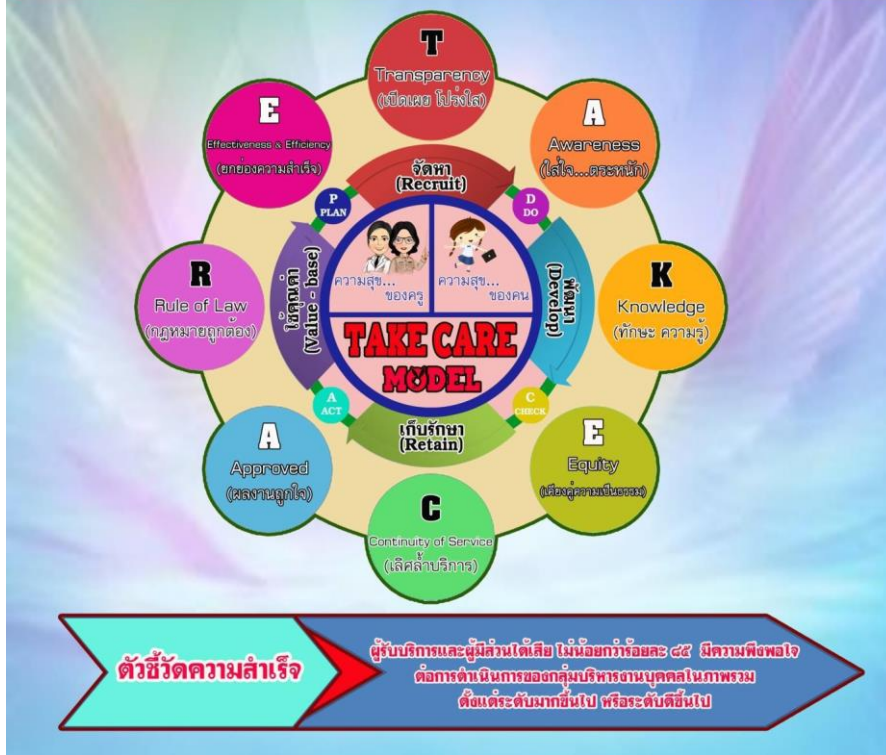 T
Transparency
(เปิดเผย โปร่งใส)
A
Awareness
(ใส่ใจ...ตระหนัก)
K
Knowledge
(ทักษะ ความรู้)
E
Equity
(เคียงคู่ความเป็นธรรม)
C
Continuity of Service
(เลิศล้ำบริการ)
A
Approved
(ผลงานถูกใจ)
R
Rule of Law
(กฎหมายถูกต้อง)
E
Effectiveness & Efficiency
(ยกย่องความสำเร็จ)
จัดหา
(Recruit)
D
DO
พัฒนา
(Develop)
C
CHECK
เก็บรักษา
(Retain)
A
ACT
ใช้คุณค่า
(Value - base)
P
PLAN
ความสุข...
ของครู
ความสุข...
ของคน
TAKE CARE
MODEL
ตัวชี้วัดความสำเร็จ
ผู้รับบริการและผู้มีส่วนได้เสีย ไม่น้อยกว่าร้อยละ ๘๕ มีความพึงพอใจ
ต่อการดำเนินการของกลุ่มบริหารงานบุคคลในภาพรวม
ตั้งแต่ระดับมากขึ้นไป หรือระดับดีขึ้นไป